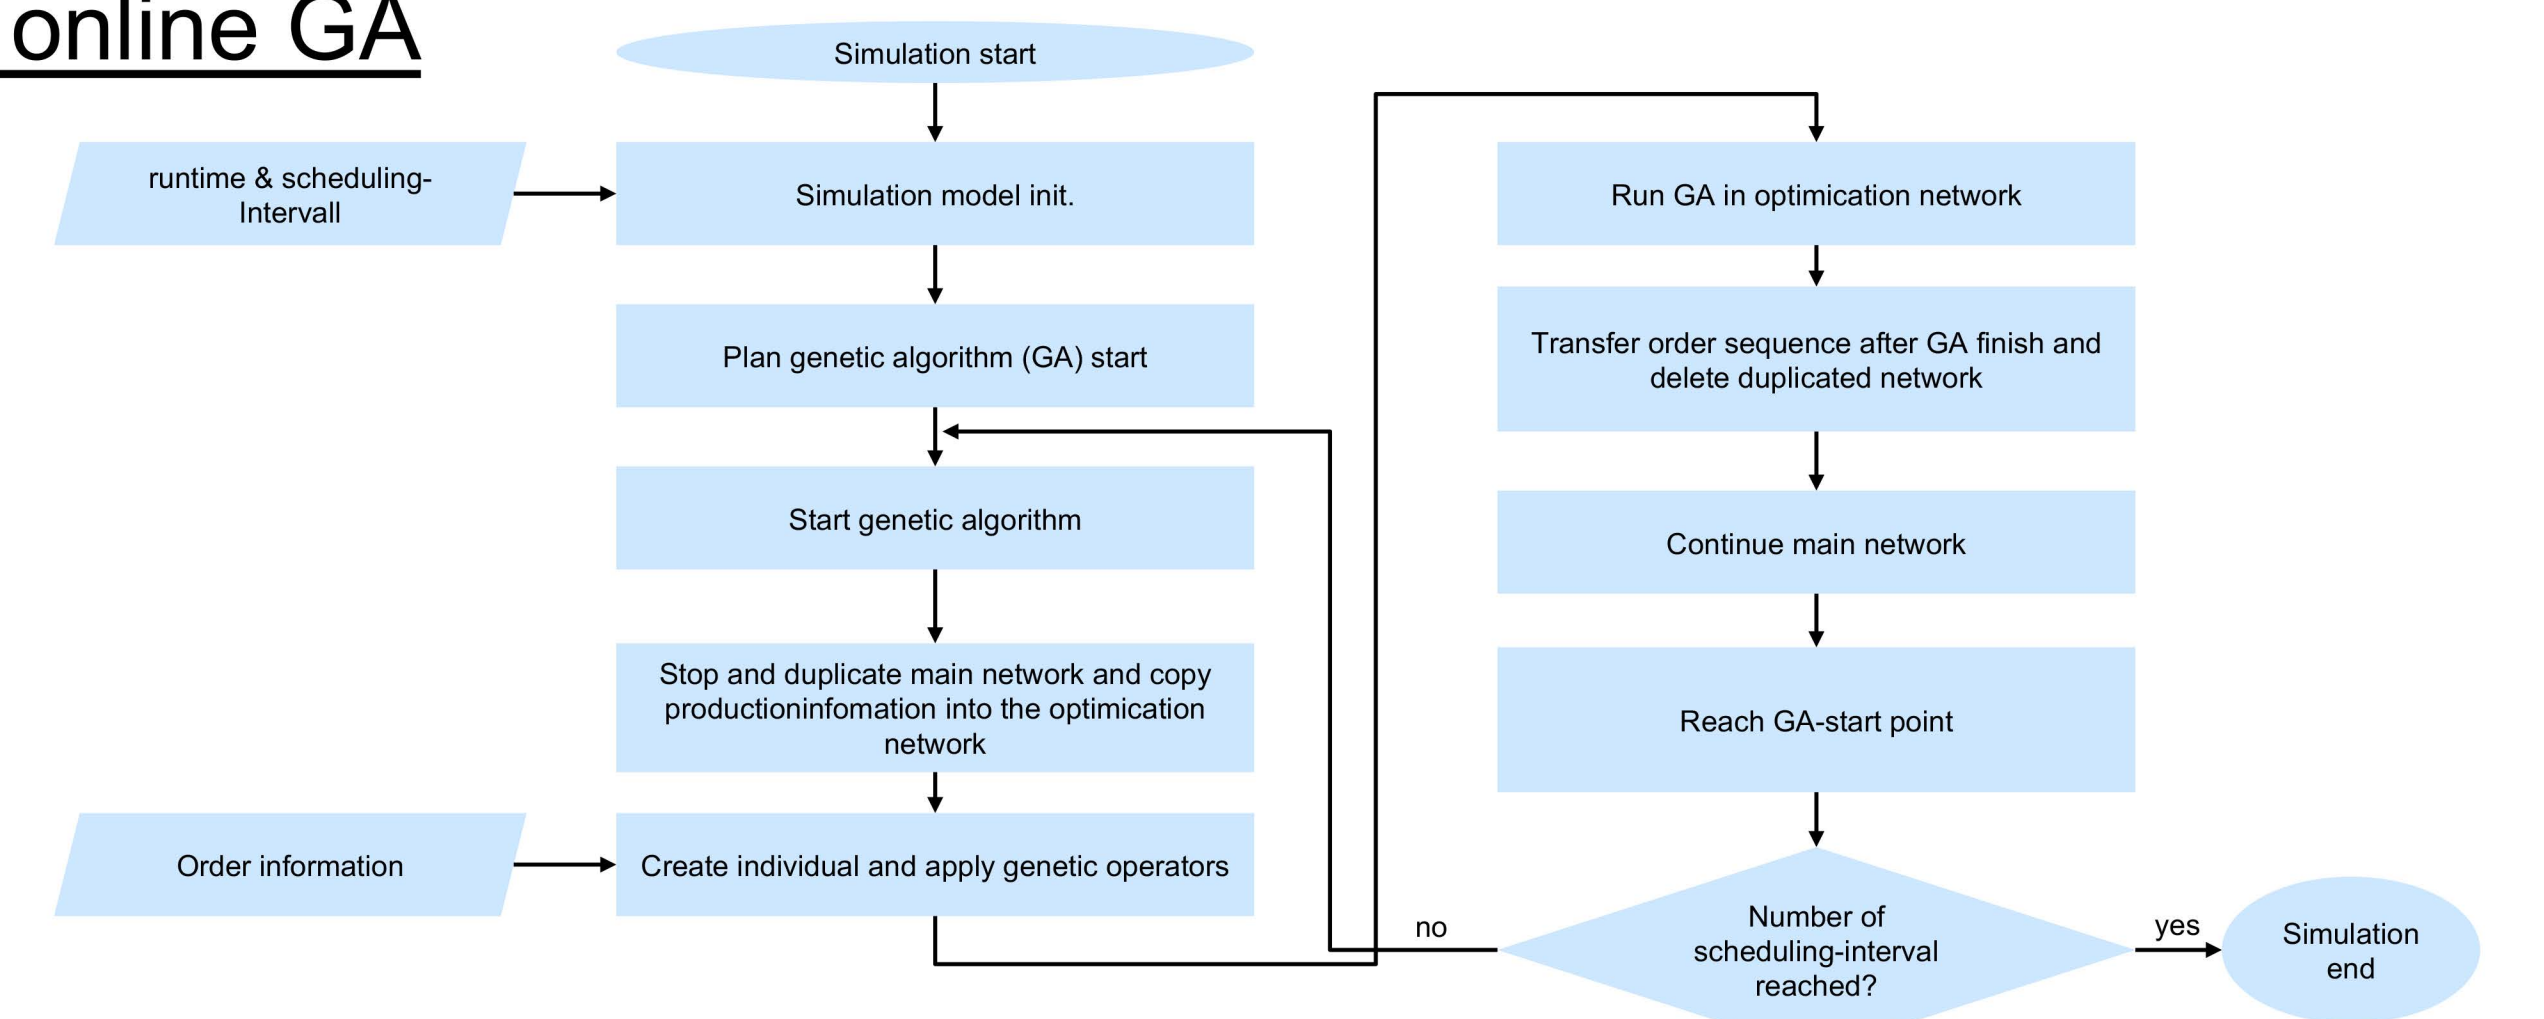 online GA
Simulation start
runtime & scheduling-
Intervall
Simulation model init.
Plan genetic algorithm (GA) start
Start genetic algorithm
Stop and duplicate main network and copy
productioninfomation into the optimication
network
Order information
Create individual and apply genetic operators
Run GA in optimication network
Transfer order sequence after GA finish and
delete duplicated network
Continue main network
Reach GA-start point
Number of
scheduling-interval
reached?
no
yes
Simulation
end